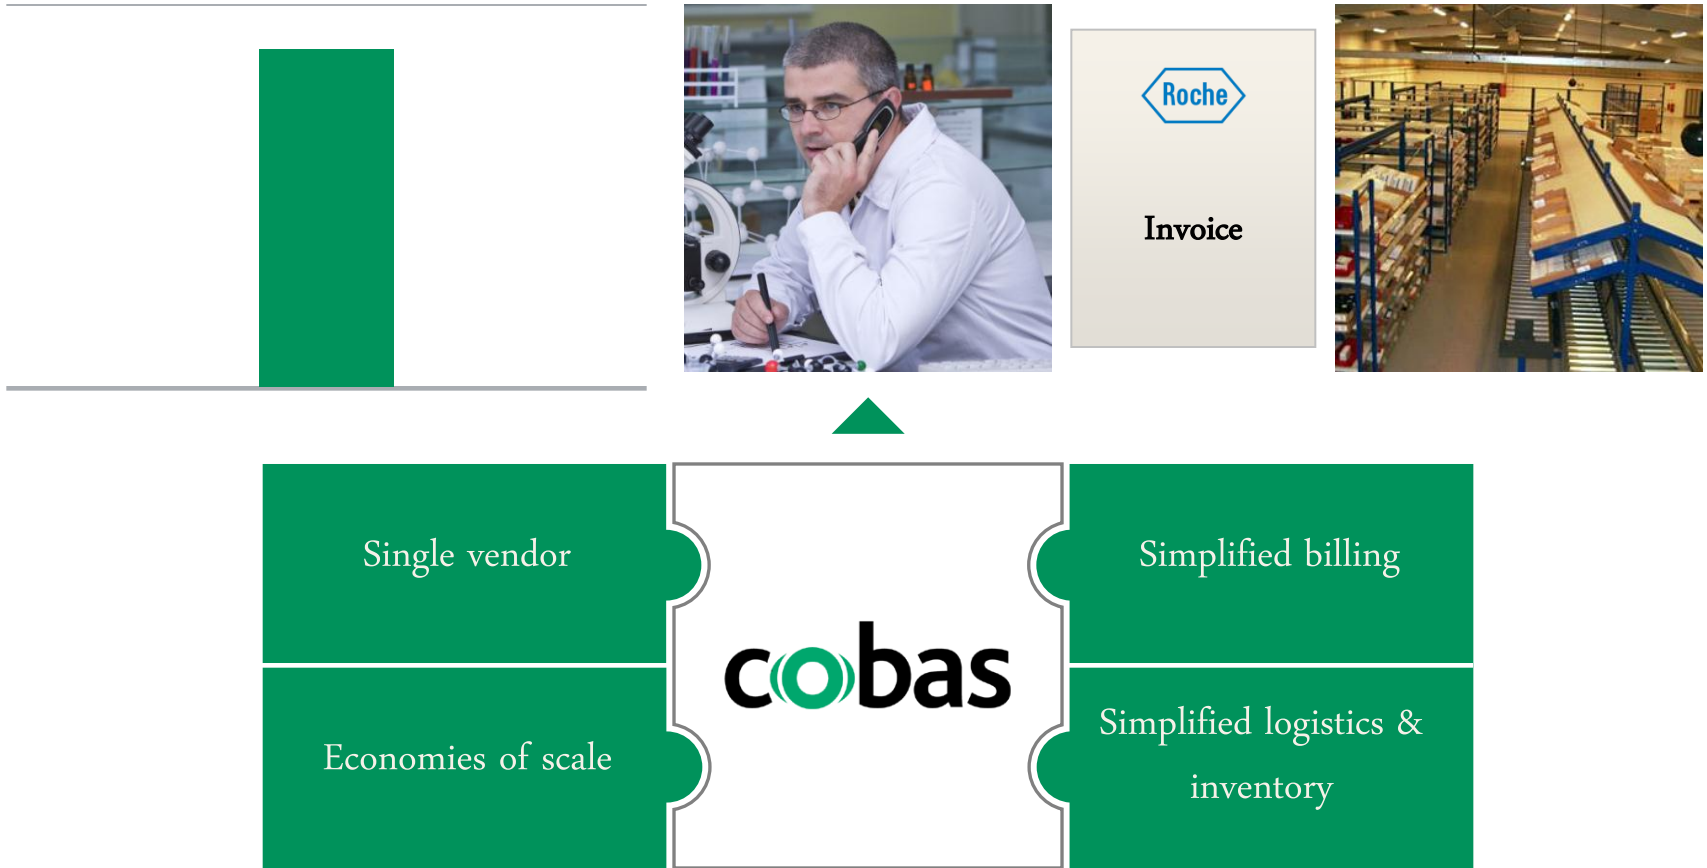 Roche
Invoice
Single vendor
Simplified billing
cobas
Economies of scale
Simplified logistics &
inventory